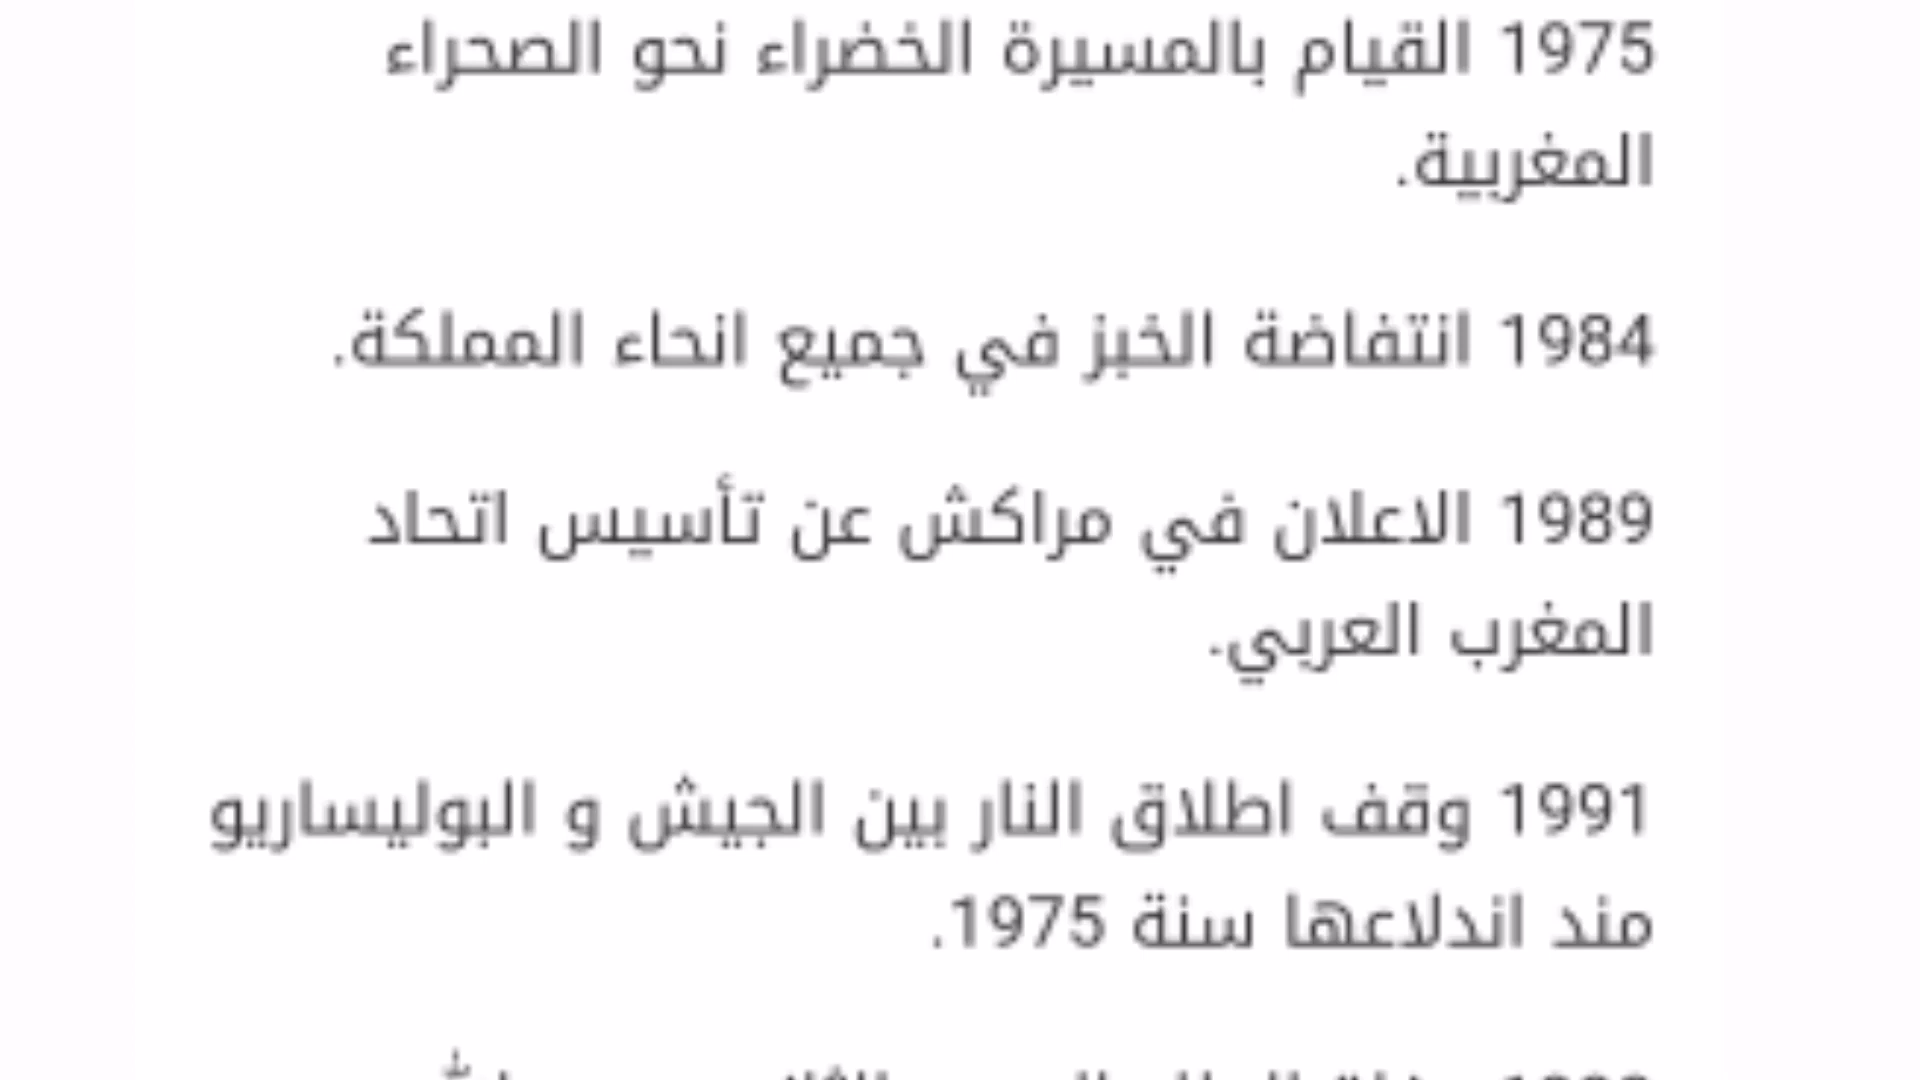 1975 القيام بالمسيرة الخضراء نحو الصحراء
المغربية.
1984 انتفاضة الخبز في جميع انحاء المملكة.
1989 الاعلان في مراكش عن تأسيس اتحاد
المغرب العربي.
1991 وقف اطلاق النار بين الجيش و البوليساريو
مند اندلاعها سنة 1975.